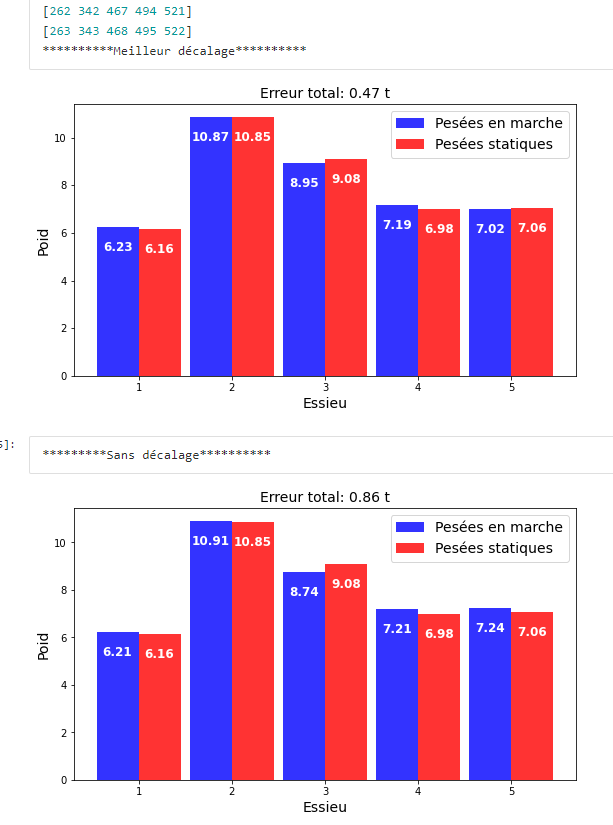 [262 342 467 494 521]
[263 343 468 495 522]
**********Meilleur décalage**********
Erreur total: 0.47 t
Pesées en marche
Pesées statiques
Poid
10
8
6
4
2
0
6.23 6.16 10.87 10.85 8.95 9.08 7.19 6.98 7.02 7.06
1 2 3 4 5
Essieu
5]:
*********Sans décalage**********
Erreur total: 0.86 t
Pesées en marche
Pesées statiques
Poid
10
8
6
4
2
0
6.21 6.16 10.91 10.85 8.74 9.08 7.21 6.98 7.24 7.06
1 2 3 4 5
Essieu